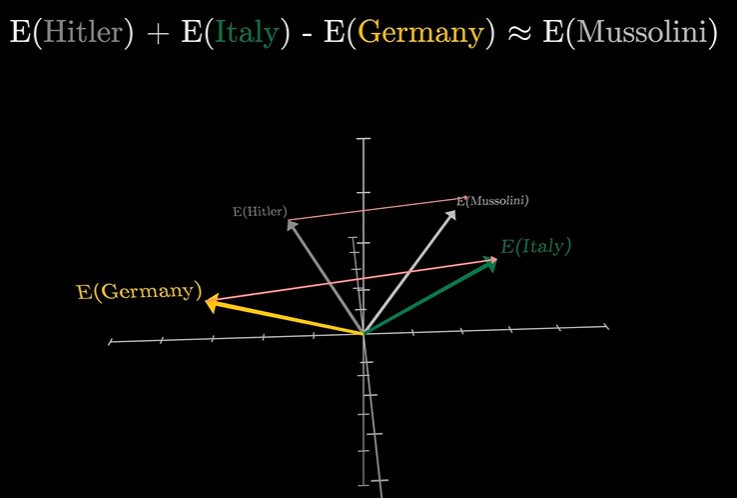 E(Hitler) + E(Italy) - E(Germany) ≈ E(Mussolini)
E(Hitler)
E(Mussolini)
E(Italy)
E(Germany)